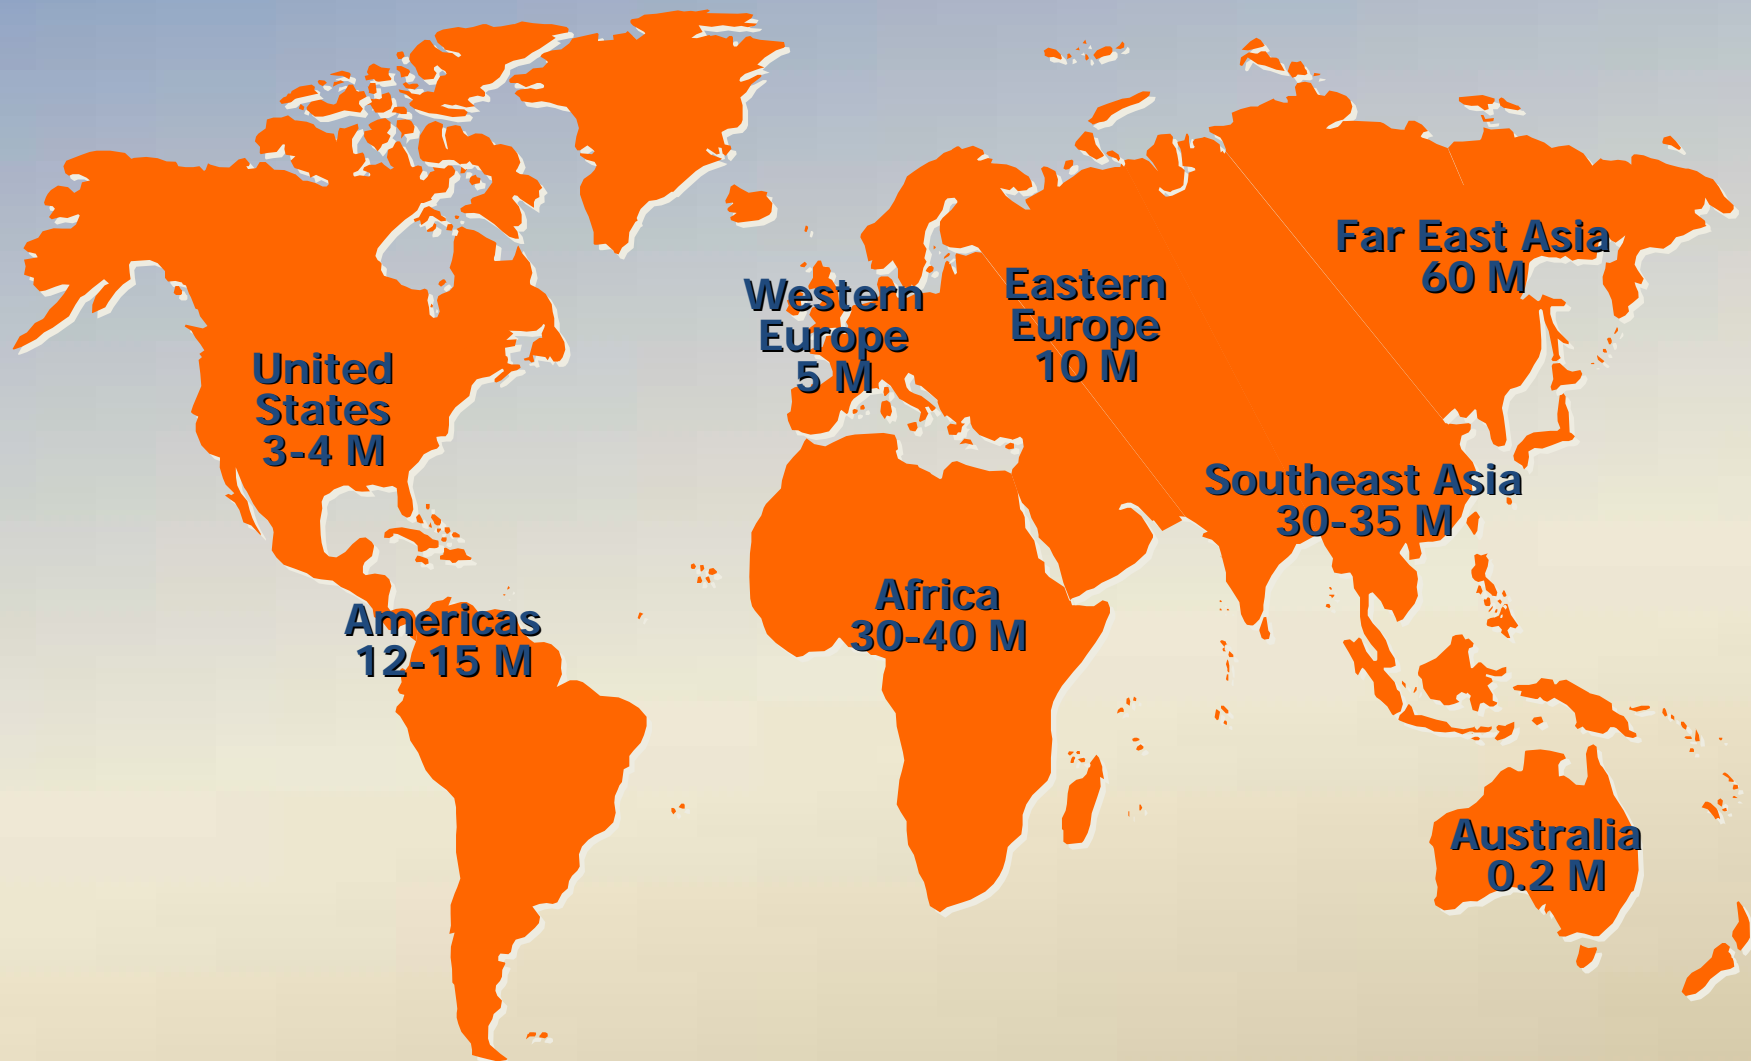 Far East Asia
60 M
Western
Europe
5 M
Eastern
Europe
10 M
United
States
3-4 M
Southeast Asia
30-35 M
Americas
12-15 M
Africa
30-40 M
Australia
0.2 M